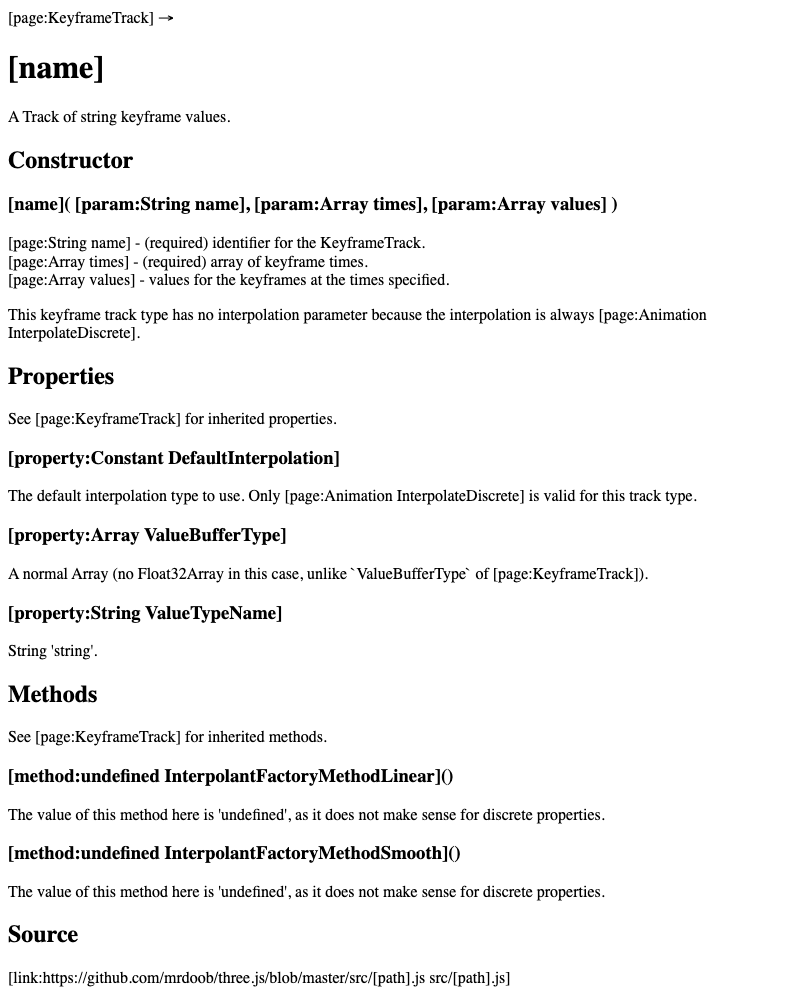 [page:KeyframeTrack] →
[name]
A Track of string keyframe values.
Constructor
[name]( [param:String name], [param:Array times], [param:Array values] )
[page:String name] - (required) identifier for the KeyframeTrack.
[page:Array times] - (required) array of keyframe times.
[page:Array values] - values for the keyframes at the times specified.
This keyframe track type has no interpolation parameter because the interpolation is always [page:Animation
InterpolateDiscrete].
Properties
See [page:KeyframeTrack] for inherited properties.
[property:Constant DefaultInterpolation]
The default interpolation type to use. Only [page:Animation InterpolateDiscrete] is valid for this track type.
[property:Array ValueBufferType]
A normal Array (no Float32Array in this case, unlike `ValueBufferType` of [page:KeyframeTrack]).
[property:String ValueTypeName]
String 'string'.
Methods
See [page:KeyframeTrack] for inherited methods.
[method:undefined InterpolantFactoryMethodLinear]()
The value of this method here is 'undefined', as it does not make sense for discrete properties.
[method:undefined InterpolantFactoryMethodSmooth]()
The value of this method here is 'undefined', as it does not make sense for discrete properties.
Source
[link:https://github.com/mrdoob/three.js/blob/master/src/[path].js src/[path].js]